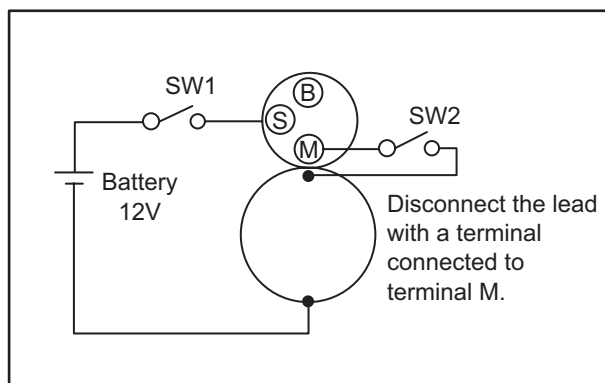 SW1
B
S
SW2
M
Battery
12V
Disconnect the lead
with a terminal
connected to
terminal M.